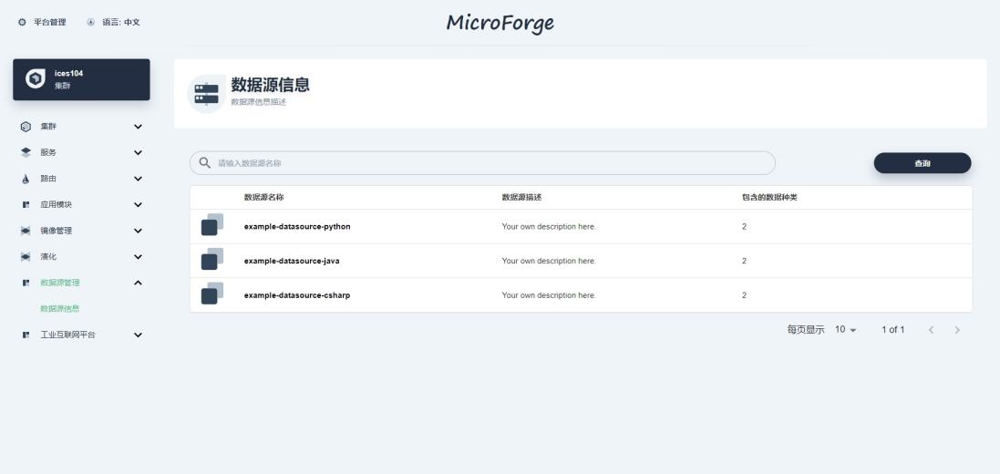 平台管理 语言: 中文
MicroForge
ices104
集群
集群
服务
路由
应用模块
镜像管理
演化
数据源管理
数据源信息
工业互联网平台
数据源信息
数据源信息描述
请输入数据源名称
查询
数据源名称 数据源描述 包含的数据种类
example-datasource-python Your own description here. 2
example-datasource-java Your own description here. 2
example-datasource-csharp Your own description here. 2
每页显示 10 1 of 1